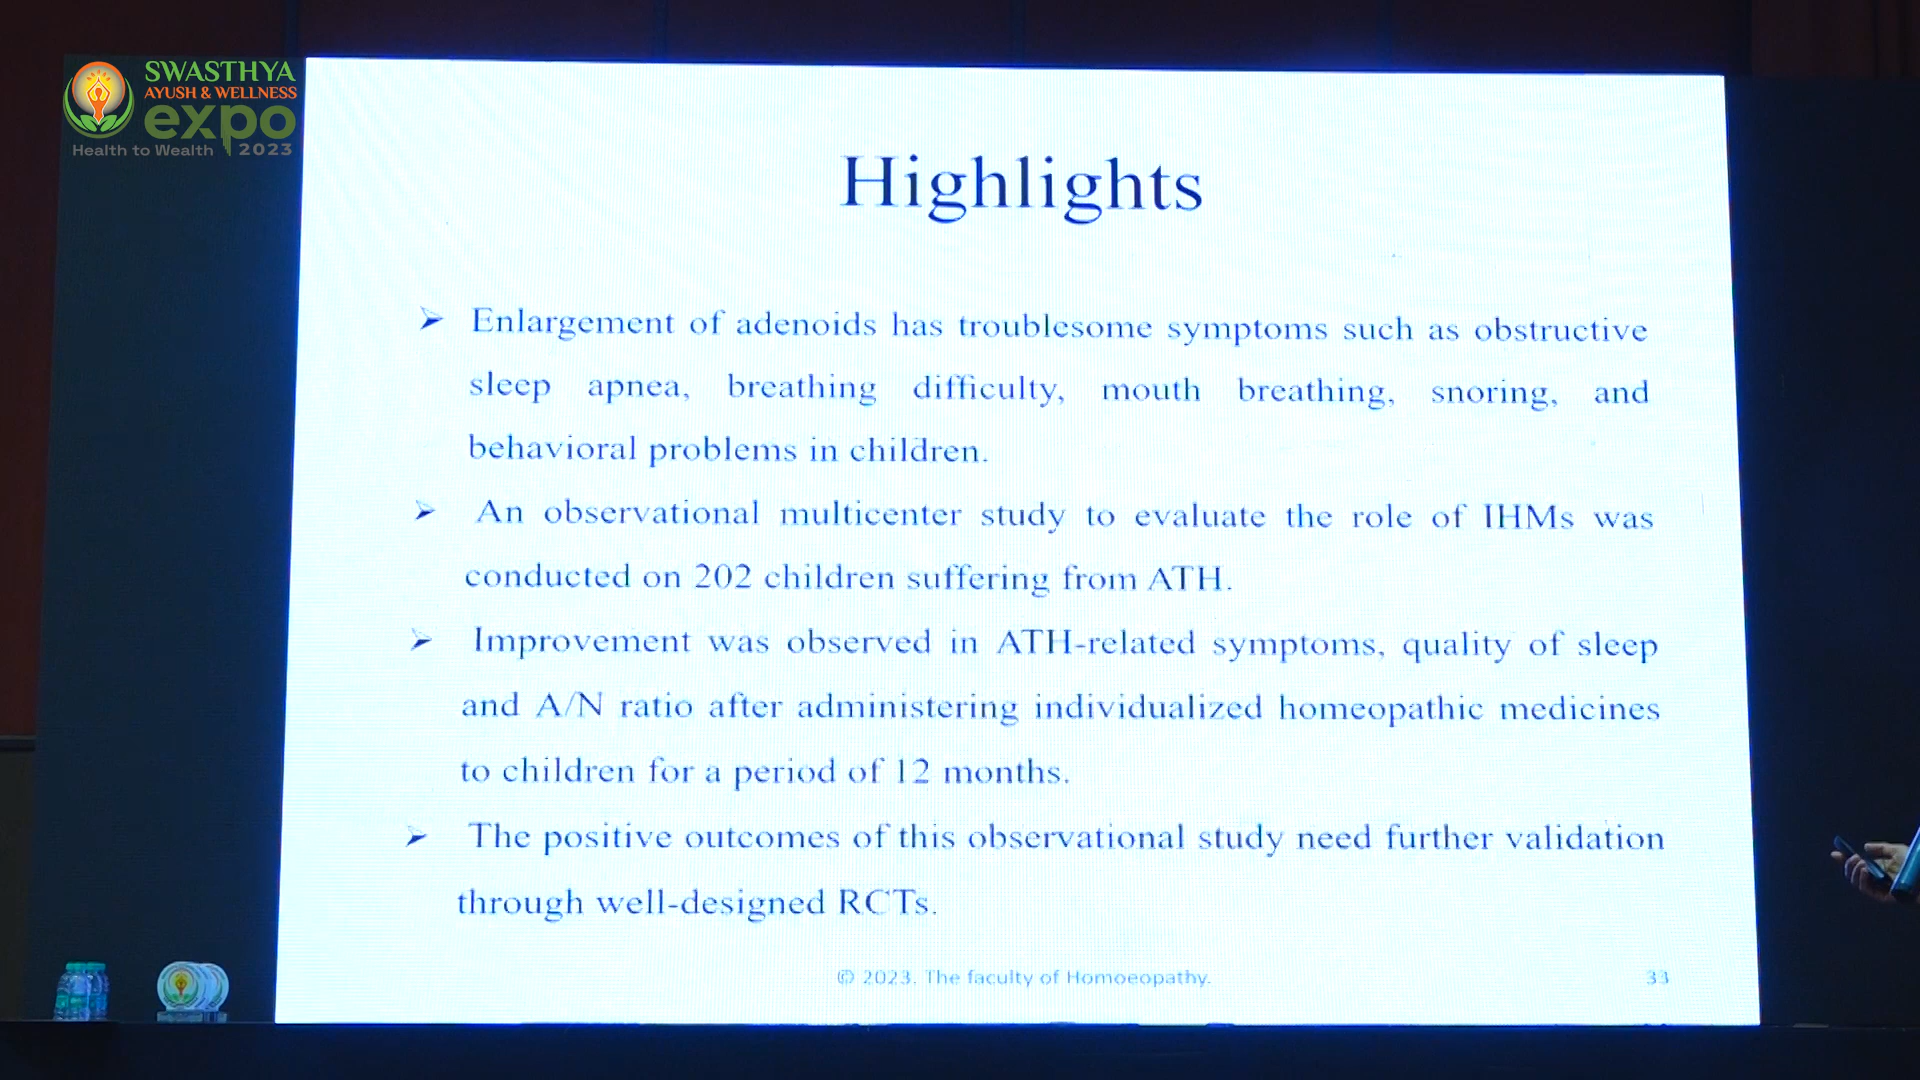 SWASTHYA
AYUSH & WELLNESS
expo
Health to Wealth 2023
Highlights
➢ Enlargement of adenoids has troublesome symptoms such as obstructive
sleep apnea, breathing difficulty, mouth breathing, snoring, and
behavioral problems in children.
➢ An observational multicenter study to evaluate the role of IHMs was
conducted on 202 children suffering from ATH.
➢ Improvement was observed in ATH-related symptoms, quality of sleep
and A/N ratio after administering individualized homeopathic medicines
to children for a period of 12 months.
➢ The positive outcomes of this observational study need further validation
through well-designed RCTs.
© 2023. The faculty of Homoeopathy.
33